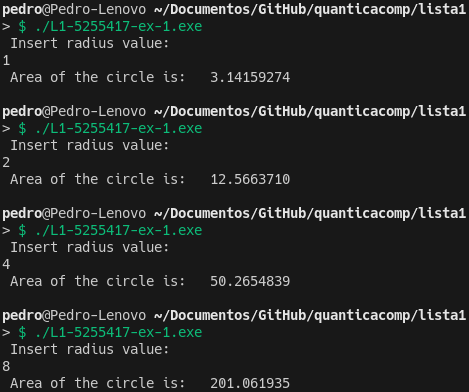 pedro@Pedro-Lenovo ~/Documentos/GitHub/quanticacomp/lista1
> $ ./L1-5255417-ex-1.exe
Insert radius value:
1
Area of the circle is:   3.14159274
pedro@Pedro-Lenovo ~/Documentos/GitHub/quanticacomp/lista1
> $ ./L1-5255417-ex-1.exe
Insert radius value:
2
Area of the circle is:   12.5663710
pedro@Pedro-Lenovo ~/Documentos/GitHub/quanticacomp/lista1
> $ ./L1-5255417-ex-1.exe
Insert radius value:
4
Area of the circle is:   50.2654839
pedro@Pedro-Lenovo ~/Documentos/GitHub/quanticacomp/lista1
> $ ./L1-5255417-ex-1.exe
Insert radius value:
8
Area of the circle is:   201.061935